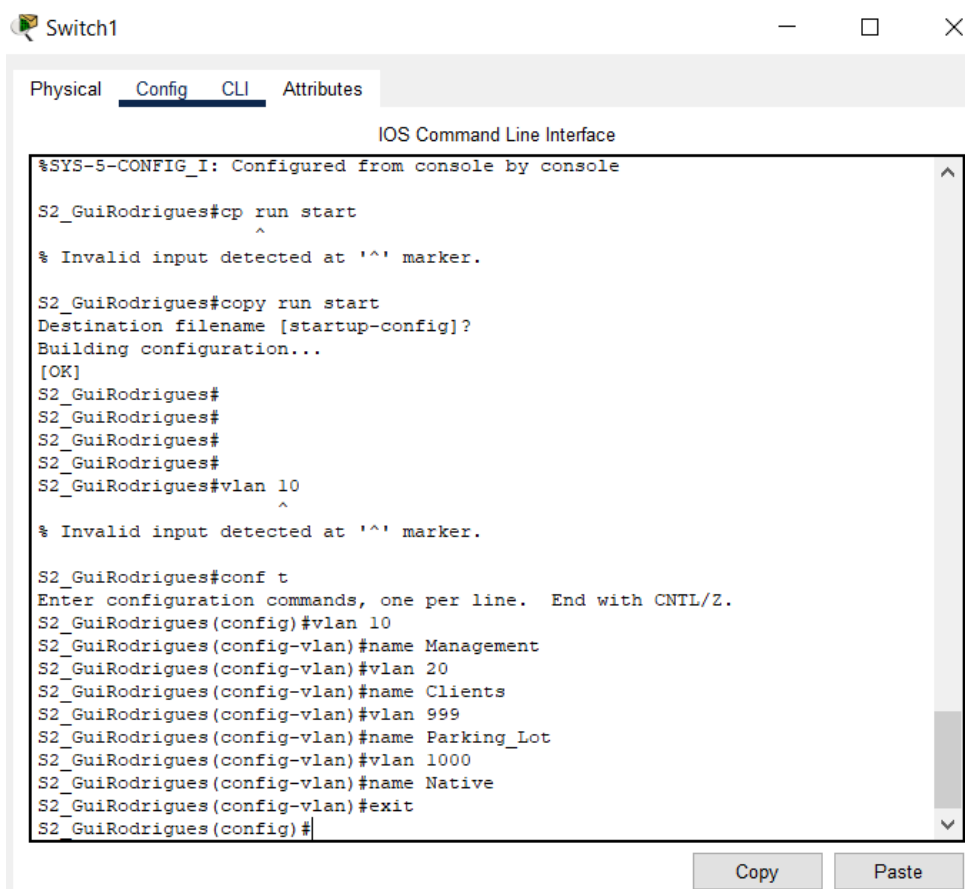 Switch1
Physical Config CLI Attributes
IOS Command Line Interface
%SYS-5-CONFIG_I: Configured from console by console
S2_GuiRodrigues#cp run start
^
% Invalid input detected at '^' marker.
S2_GuiRodrigues#copy run start
Destination filename [startup-config]?
Building configuration...
[OK]
S2_GuiRodrigues#
S2_GuiRodrigues#
S2_GuiRodrigues#
S2_GuiRodrigues#
S2_GuiRodrigues#vlan 10
^
% Invalid input detected at '^' marker.
S2_GuiRodrigues#conf t
Enter configuration commands, one per line.  End with CNTL/Z.
S2_GuiRodrigues(config)#vlan 10
S2_GuiRodrigues(config-vlan)#name Management
S2_GuiRodrigues(config-vlan)#vlan 20
S2_GuiRodrigues(config-vlan)#name Clients
S2_GuiRodrigues(config-vlan)#vlan 999
S2_GuiRodrigues(config-vlan)#name Parking_Lot
S2_GuiRodrigues(config-vlan)#vlan 1000
S2_GuiRodrigues(config-vlan)#name Native
S2_GuiRodrigues(config-vlan)#exit
S2_GuiRodrigues(config)#
Copy Paste